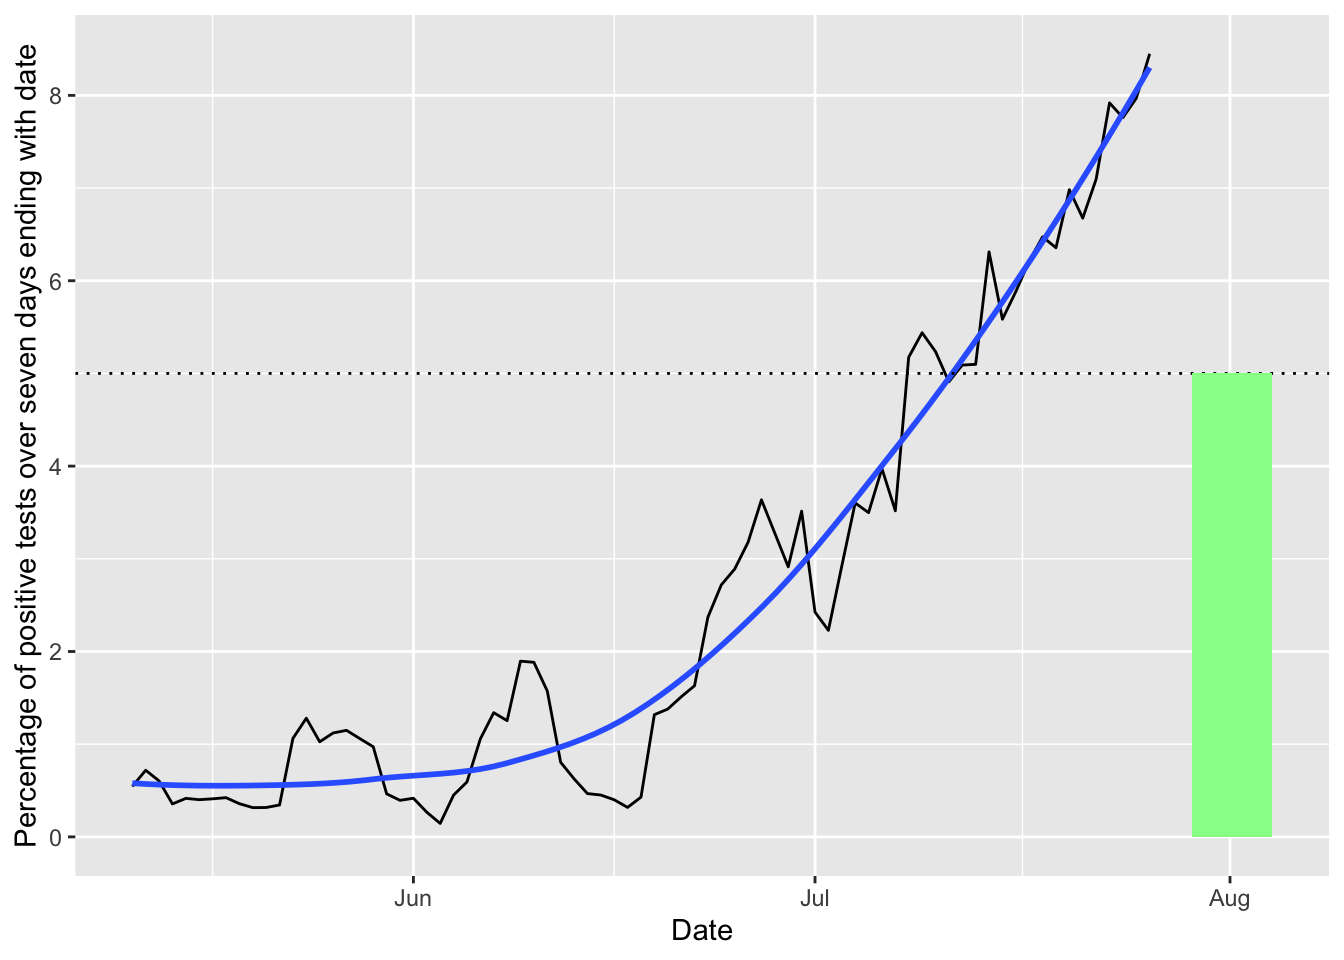 Percentage of positive tests over seven days ending with date
8
6
4
2
0
Jun
Jul
Aug
Date